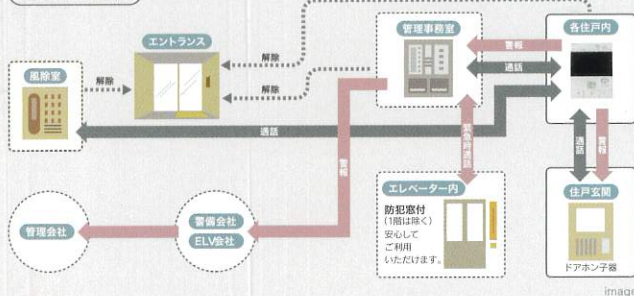 管理事務室
各住戸内
エントランス
警報
解除
通話
風除室
解除
解除
通話
警報
緊急時通話
通話
警報
エレベーター内
防犯窓付
(1階は除く)
安心して
ご利用
いただけます。
住戸玄関
ドアホン子器
管理会社
警備会社
ELV会社
image